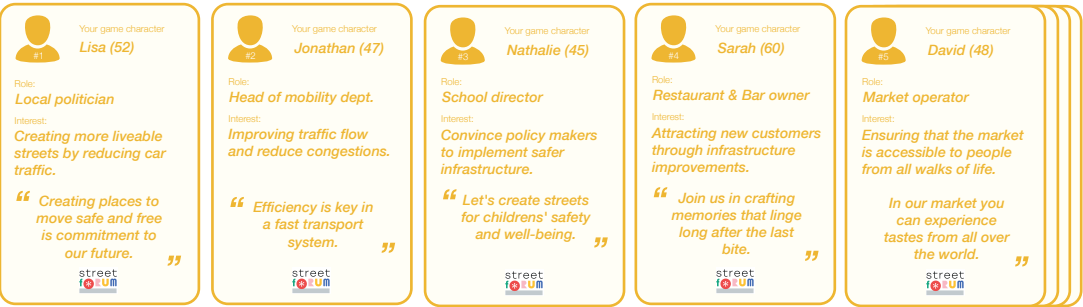 #1
Your game character
Lisa (52)
Role:
Local politician
Interest:
Creating more liveable
streets by reducing car
traffic.
“ Creating places to
move safe and free
is commitment to
our future. ”
street
fORUM
#2
Your game character
Jonathan (47)
Role:
Head of mobility dept.
Interest:
Improving traffic flow
and reduce congestions.
“ Efficiency is key in
a fast transport
system. ”
street
fORUM
#3
Your game character
Nathalie (45)
Role:
School director
Interest:
Convince policy makers
to implement safer
infrastructure.
“ Let's create streets
for childrens' safety
and well-being. ”
street
fORUM
#4
Your game character
Sarah (60)
Role:
Restaurant & Bar owner
Interest:
Attracting new customers
through infrastructure
improvements.
“ Join us in crafting
memories that linge
long after the last
bite. ”
street
fORUM
#5
Your game character
David (48)
Role:
Market operator
Interest:
Ensuring that the market
is accessible to people
from all walks of life.
In our market you
can experience
tastes from all over
the world. ”
street
fORUM